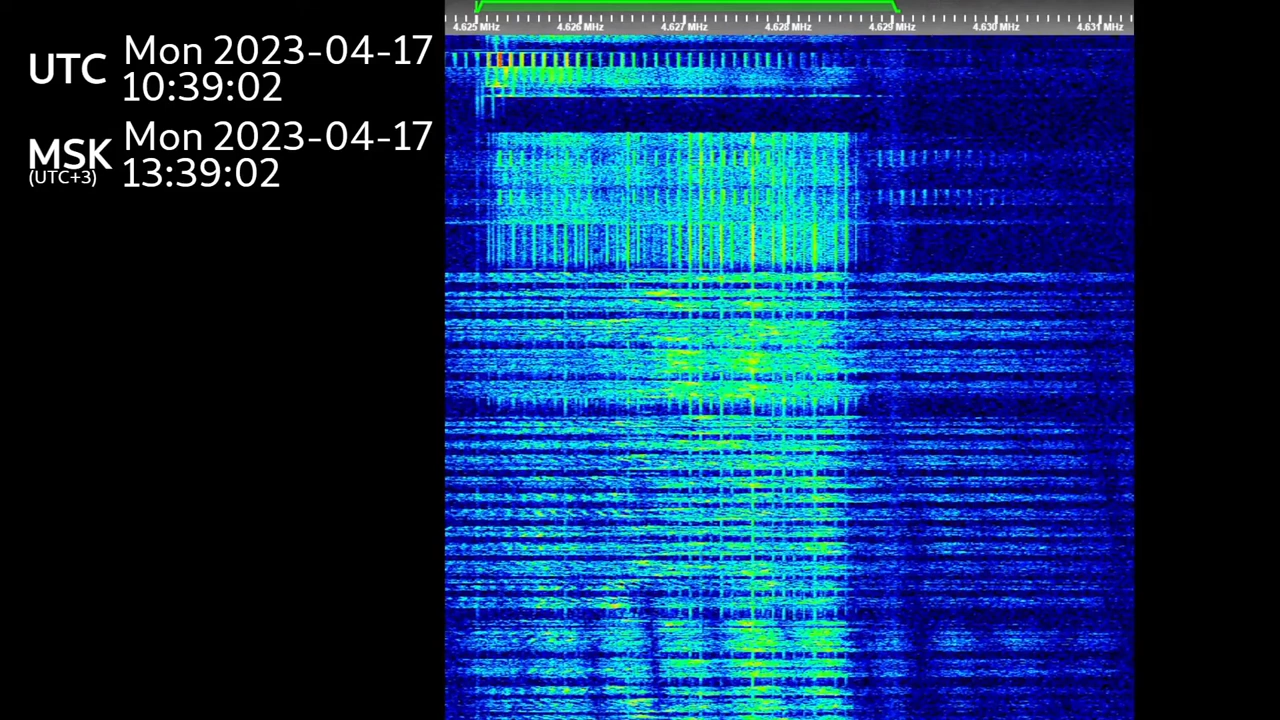 4.625 MHz 4.626 MHz 4.627 MHz 4.628 MHz 4.629 MHz 4.630 MHz 4.631 MHz
UTC Mon 2023-04-17
10:39:02
MSK Mon 2023-04-17
(UTC+3) 13:39:02